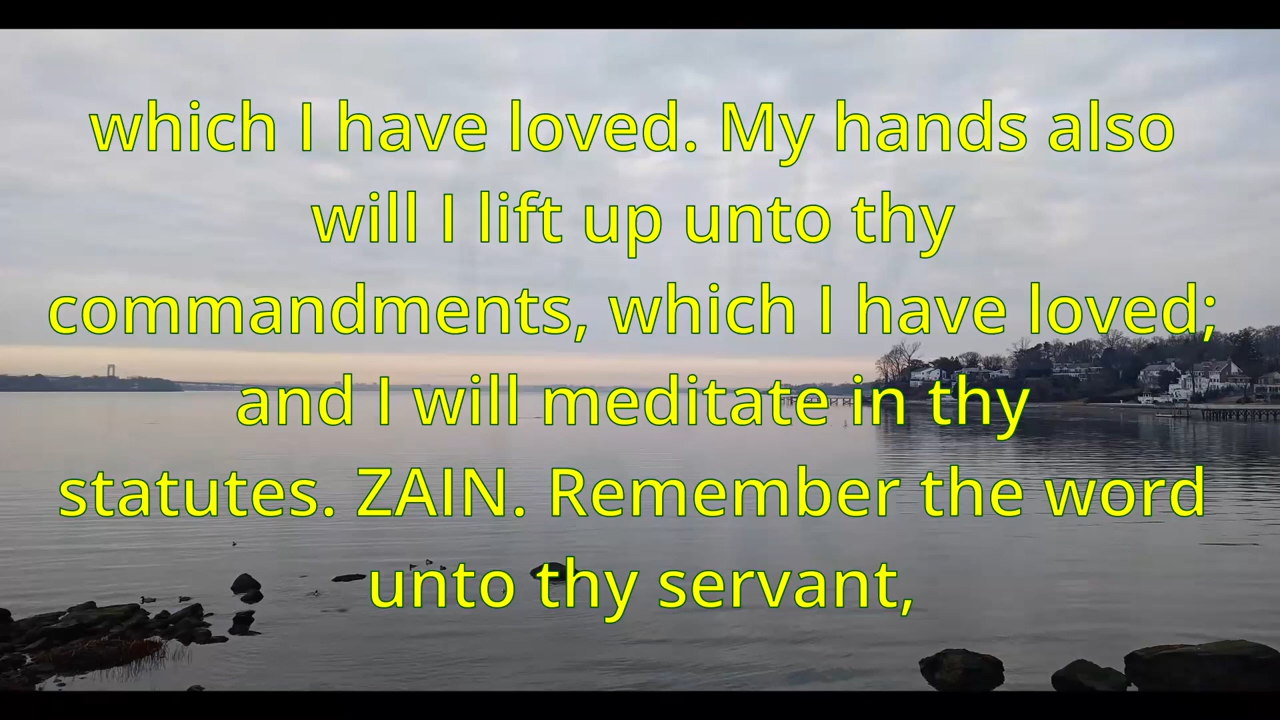 which I have loved. My hands also
will I lift up unto thy
commandments, which I have loved;
and I will meditate in thy
statutes. ZAIN. Remember the word
unto thy servant,